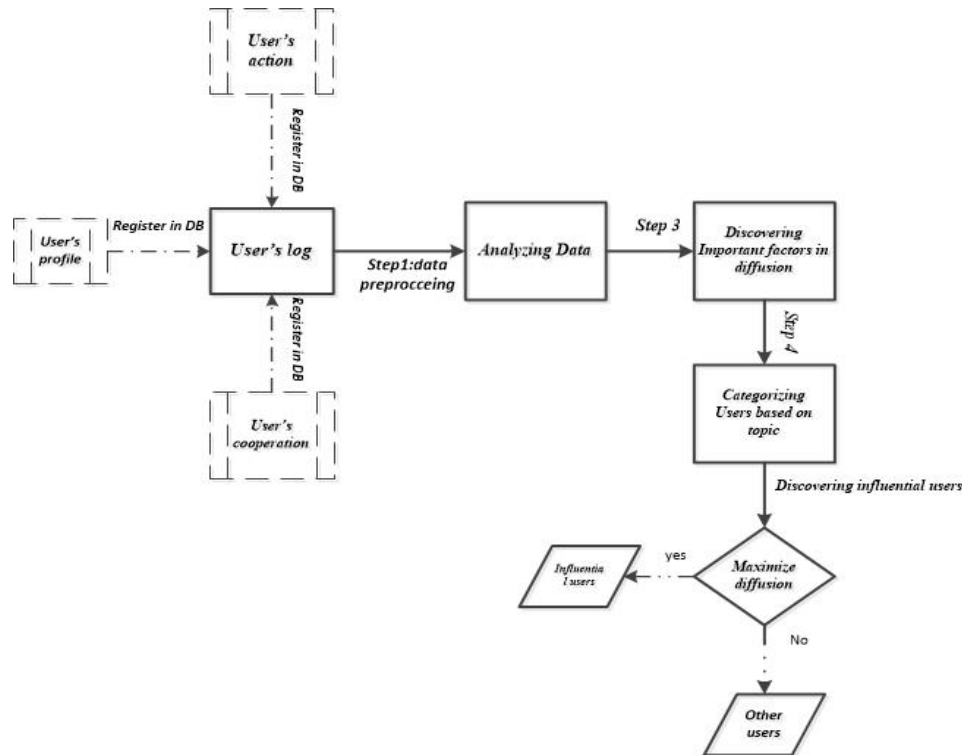 User's
action
Register in DB
Register in DB
User's
profile
User's log
Step1:data
preprocceing
Analyzing Data
Step 3
Discovering
Important factors in
diffusion
Register in DB
Step 4
User's
cooperation
Categorizing
Users based on
topic
Discovering influential users
Maximize
diffusion
yes
Influentia
l users
No
Other
users